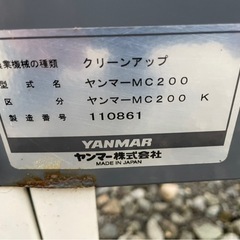 農業機械の種類 クリーンアップ
型式名 ヤンマーMC200
区分 ヤンマーMC200 K
製造番号 110861
YANMAR
ヤンマー株式会社
MADE IN JAPAN